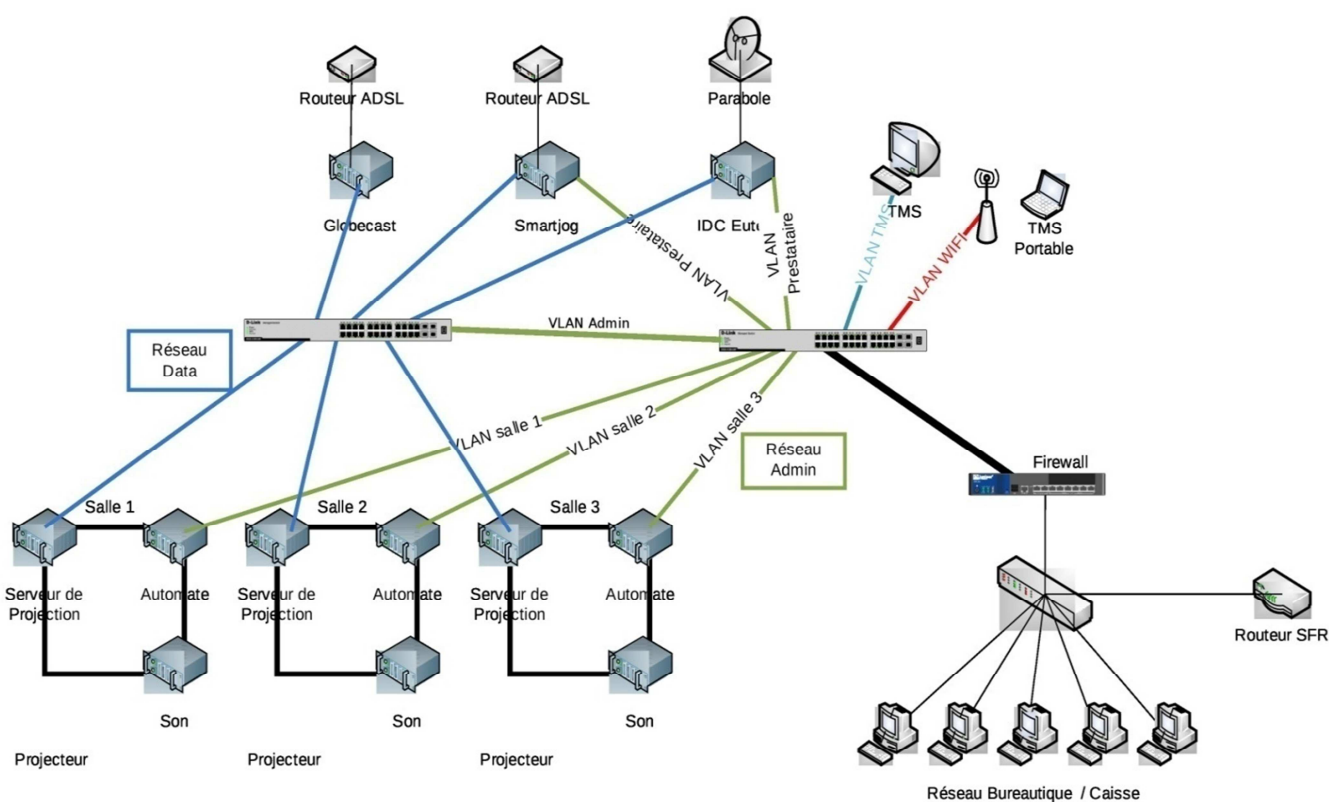 Routeur ADSL
Routeur ADSL
Parabole
Globecast
Smartjog
IDC Eute
TMS
TMS
Portable
VLAN Prestataire
VLAN
Prestataire
VLAN TMS
VLAN WIFI
D-Link
D-Link
VLAN Admin
Réseau
Data
VLAN salle 1
VLAN salle 2
VLAN salle 3
Réseau
Admin
Firewall
Salle 1
Salle 2
Salle 3
Serveur de
Projection
Automate
Serveur de
Projection
Automate
Serveur de
Projection
Automate
Routeur SFR
Son
Son
Son
Projecteur
Projecteur
Projecteur
Réseau Bureautique / Caisse